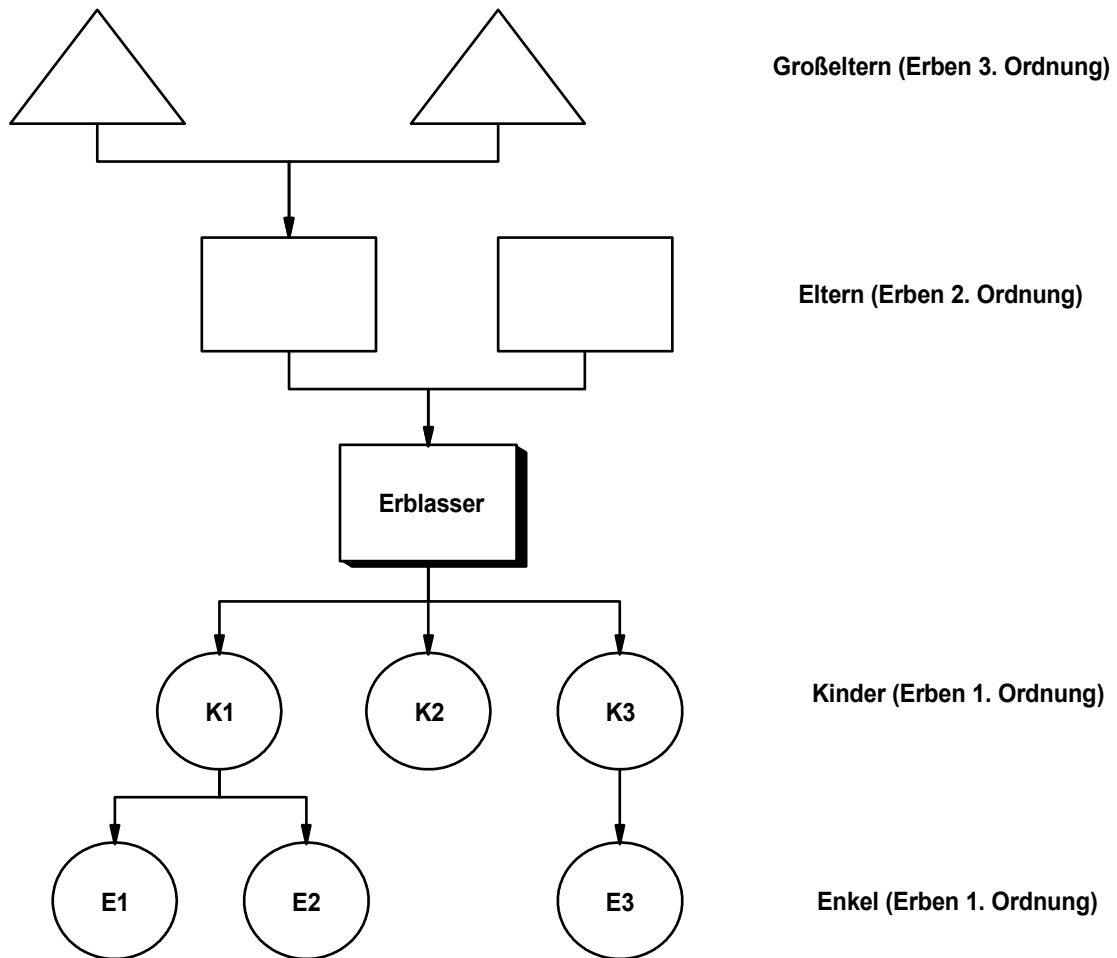 Großeltern (Erben 3. Ordnung)
Eltern (Erben 2. Ordnung)
Erblasser
K1 K2 K3 Kinder (Erben 1. Ordnung)
E1 E2 E3 Enkel (Erben 1. Ordnung)